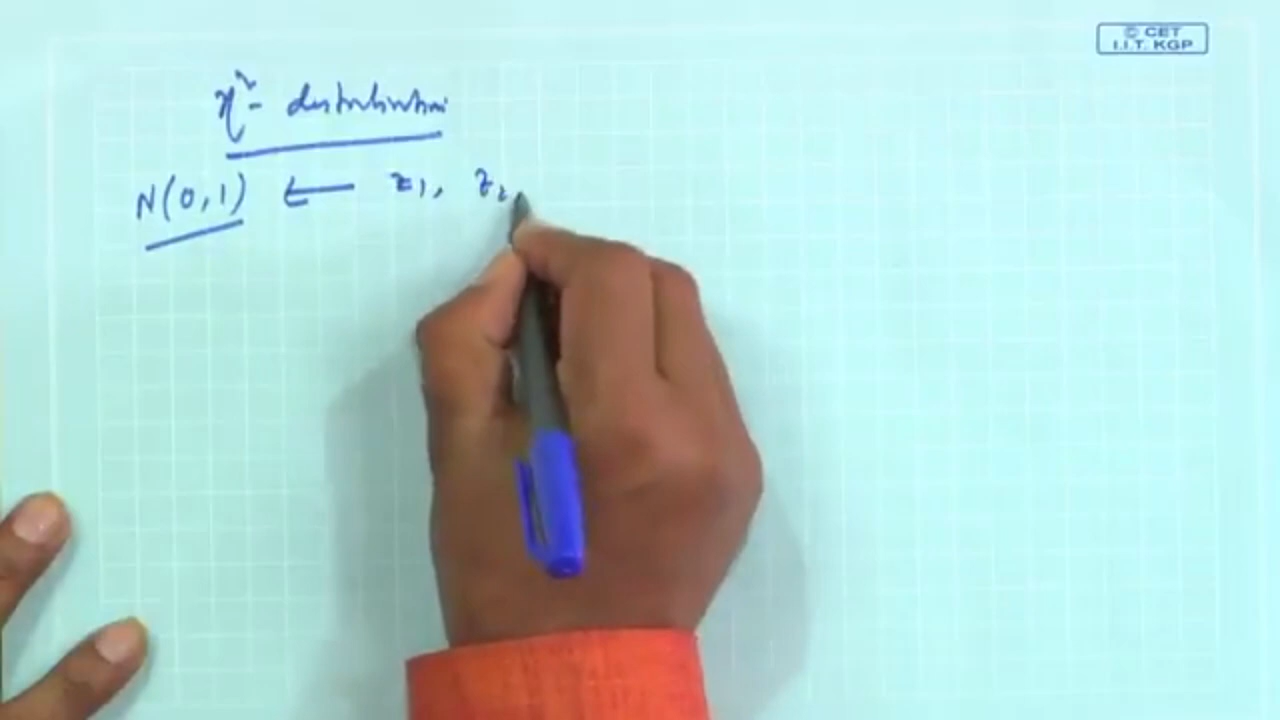 © CET
I.I.T. KGP
χ² - distribution
N(0,1) ← z₁, z₂,